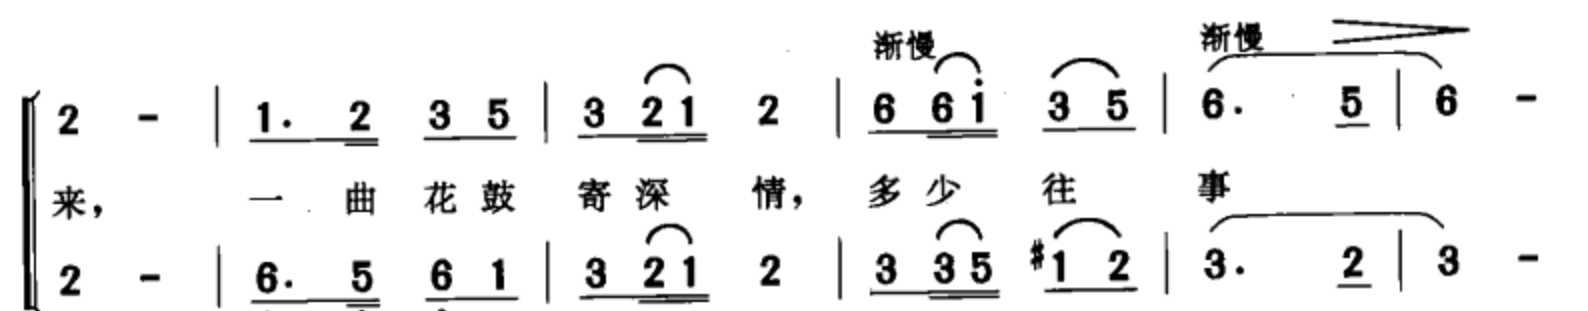 渐慢 渐慢
2 - | 1. 2 3 5 | 3 2 1 2 | 6 6 i 3 5 | 6. 5 | 6 -
来， 一 曲 花 鼓 寄 深 情， 多 少 往 事
2 - | 6. 5 6 1 | 3 2 1 2 | 3 3 5 #1 2 | 3. 2 | 3 -